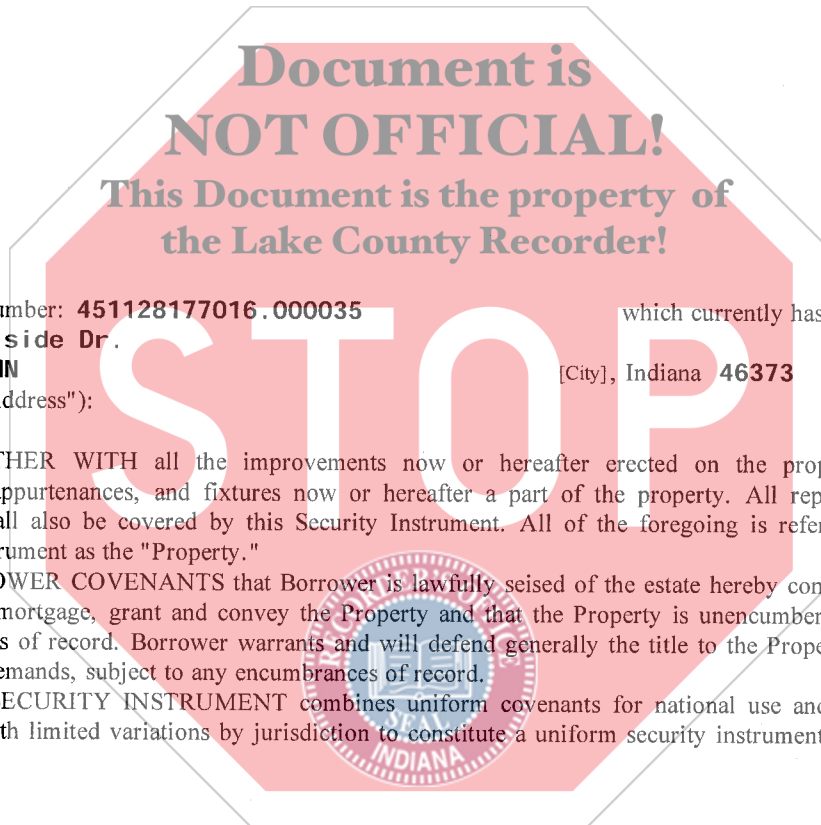 Document is
NOT OFFICIAL!
This Document is the property of
the Lake County Recorder!
umber: 451128177016.000035 which currently has
side Dr.
IN [City], Indiana 46373
ddress"):
STOP
THER WITH all the improvements now or hereafter erected on the prop
appurtenances, and fixtures now or hereafter a part of the property. All rep
all also be covered by this Security Instrument. All of the foregoing is refer
rument as the "Property."
OWER COVENANTS that Borrower is lawfully seised of the estate hereby con
mortgage, grant and convey the Property and that the Property is unencumber
s of record. Borrower warrants and will defend generally the title to the Prope
emands, subject to any encumbrances of record.
SECURITY INSTRUMENT combines uniform covenants for national use and
th limited variations by jurisdiction to constitute a uniform security instrument
RECORDER'S OFFICE
SEAL
INDIANA